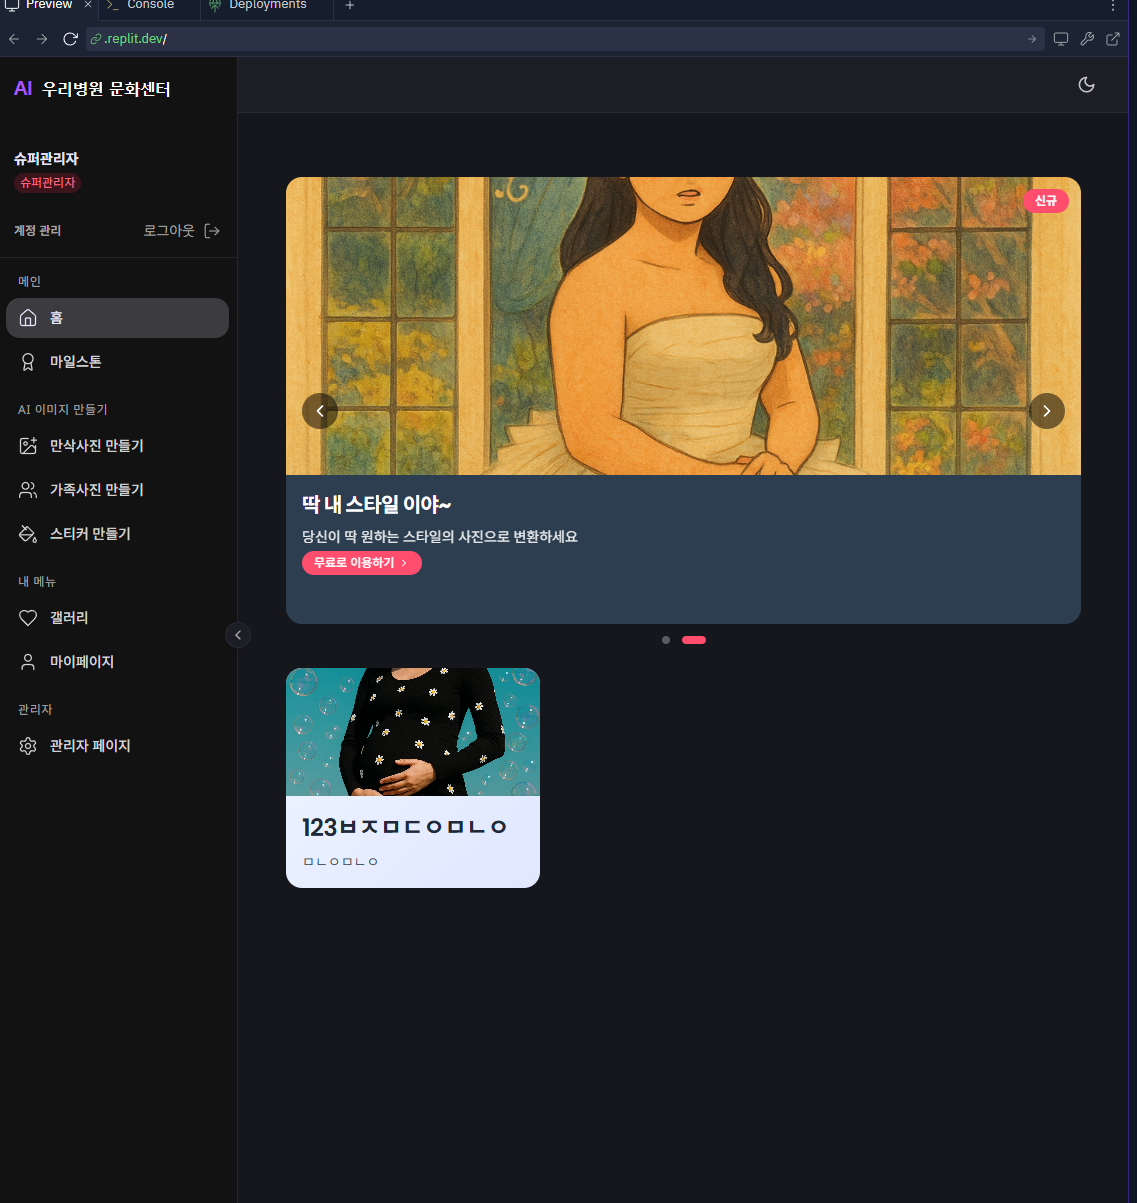 Preview
Console
Deployments
.replit.dev/
AI 우리병원 문화센터
슈퍼관리자
슈퍼관리자
계정 관리
로그아웃
메인
홈
마일스톤
AI 이미지 만들기
만삭사진 만들기
가족사진 만들기
스티커 만들기
내 메뉴
갤러리
마이페이지
관리자
관리자 페이지
신규
딱 내 스타일 이야~
당신이 딱 원하는 스타일의 사진으로 변환하세요
무료로 이용하기
123ㅂㅈㅁㄷㅇㅁㄴㅇ
ㅁㄴㅇㅁㄴㅇ